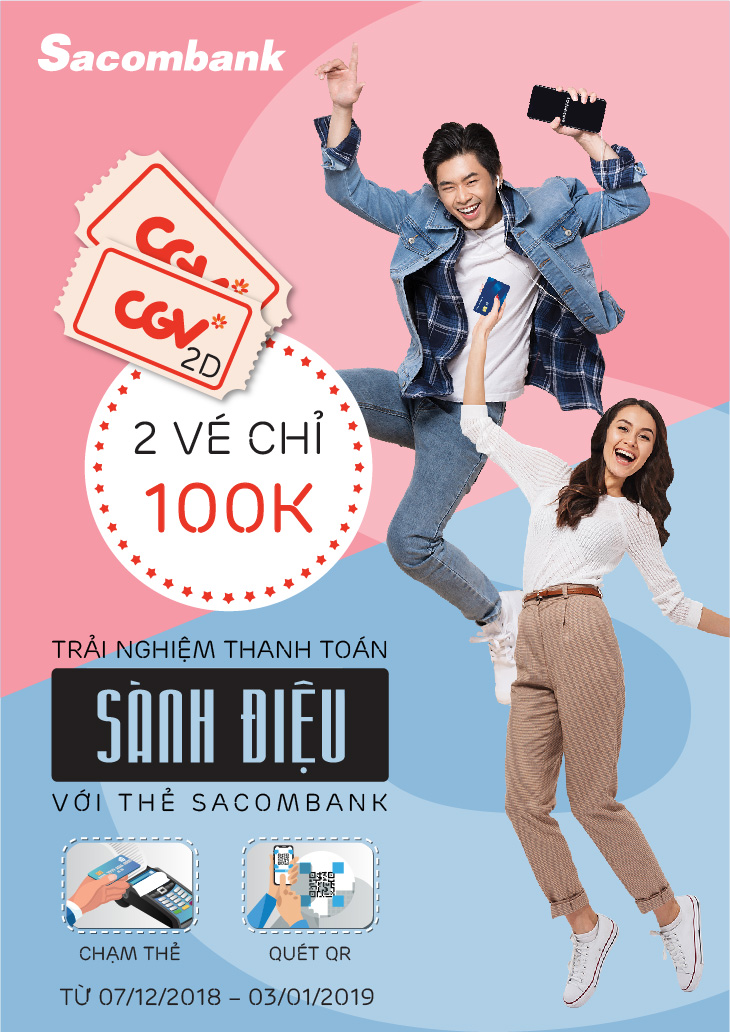 Sacombank
CGV
CGV
2D
2 VÉ CHỈ
100K
TRẢI NGHIỆM THANH TOÁN
SÀNH ĐIỆU
VỚI THẺ SACOMBANK
CHẠM THẺ
QUÉT QR
TỪ 07/12/2018 – 03/01/2019